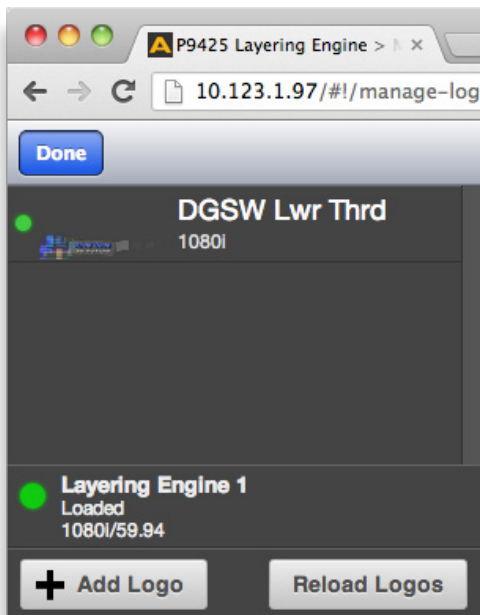 P9425 Layering Engine >
10.123.1.97/#!/manage-log
Done
DGSW Lwr Thrd
1080i
Layering Engine 1
Loaded
1080i/59.94
Add Logo
Reload Logos